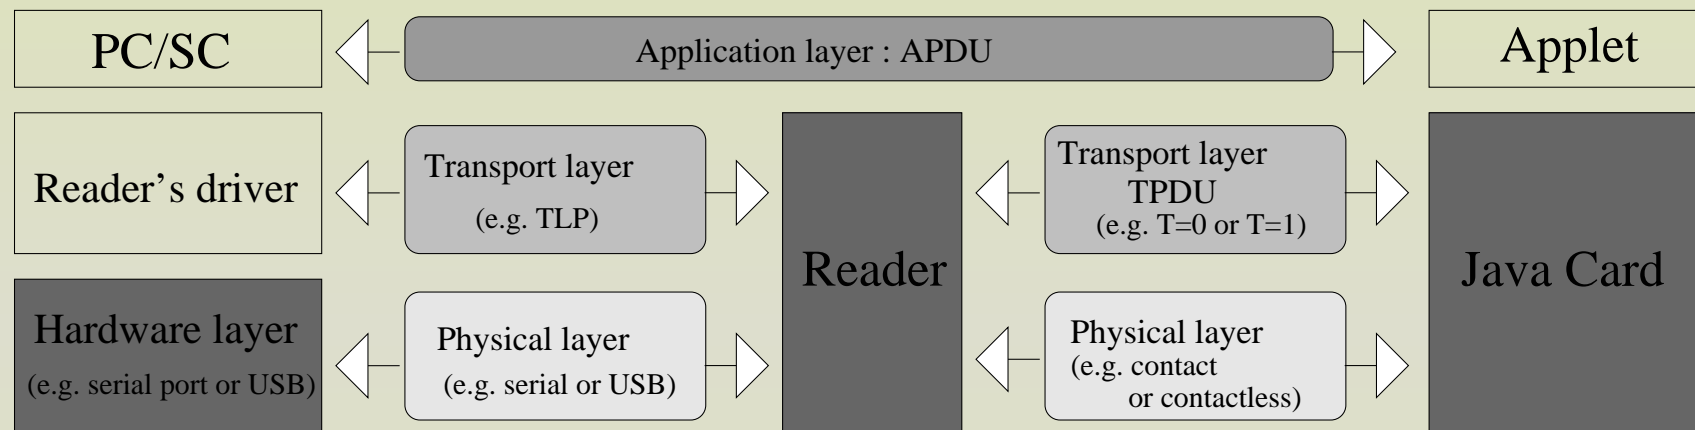 PC/SC
Application layer : APDU
Applet
Reader’s driver
Transport layer
(e.g. TLP)
Reader
Transport layer
TPDU
(e.g. T=0 or T=1)
Java Card
Hardware layer
(e.g. serial port or USB)
Physical layer
(e.g. serial or USB)
Physical layer
(e.g. contact
or contactless)